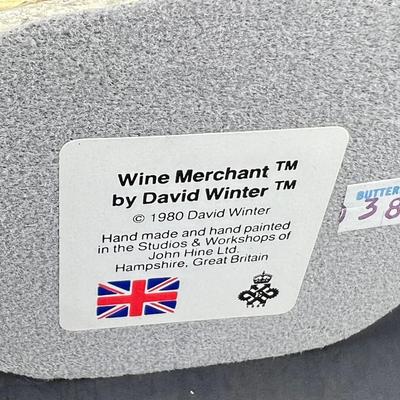 Wine Merchant ™
by David Winter ™
© 1980 David Winter
Hand made and hand painted
in the Studios & Workshops of
John Hine Ltd.
Hampshire, Great Britain
BUTTER
38